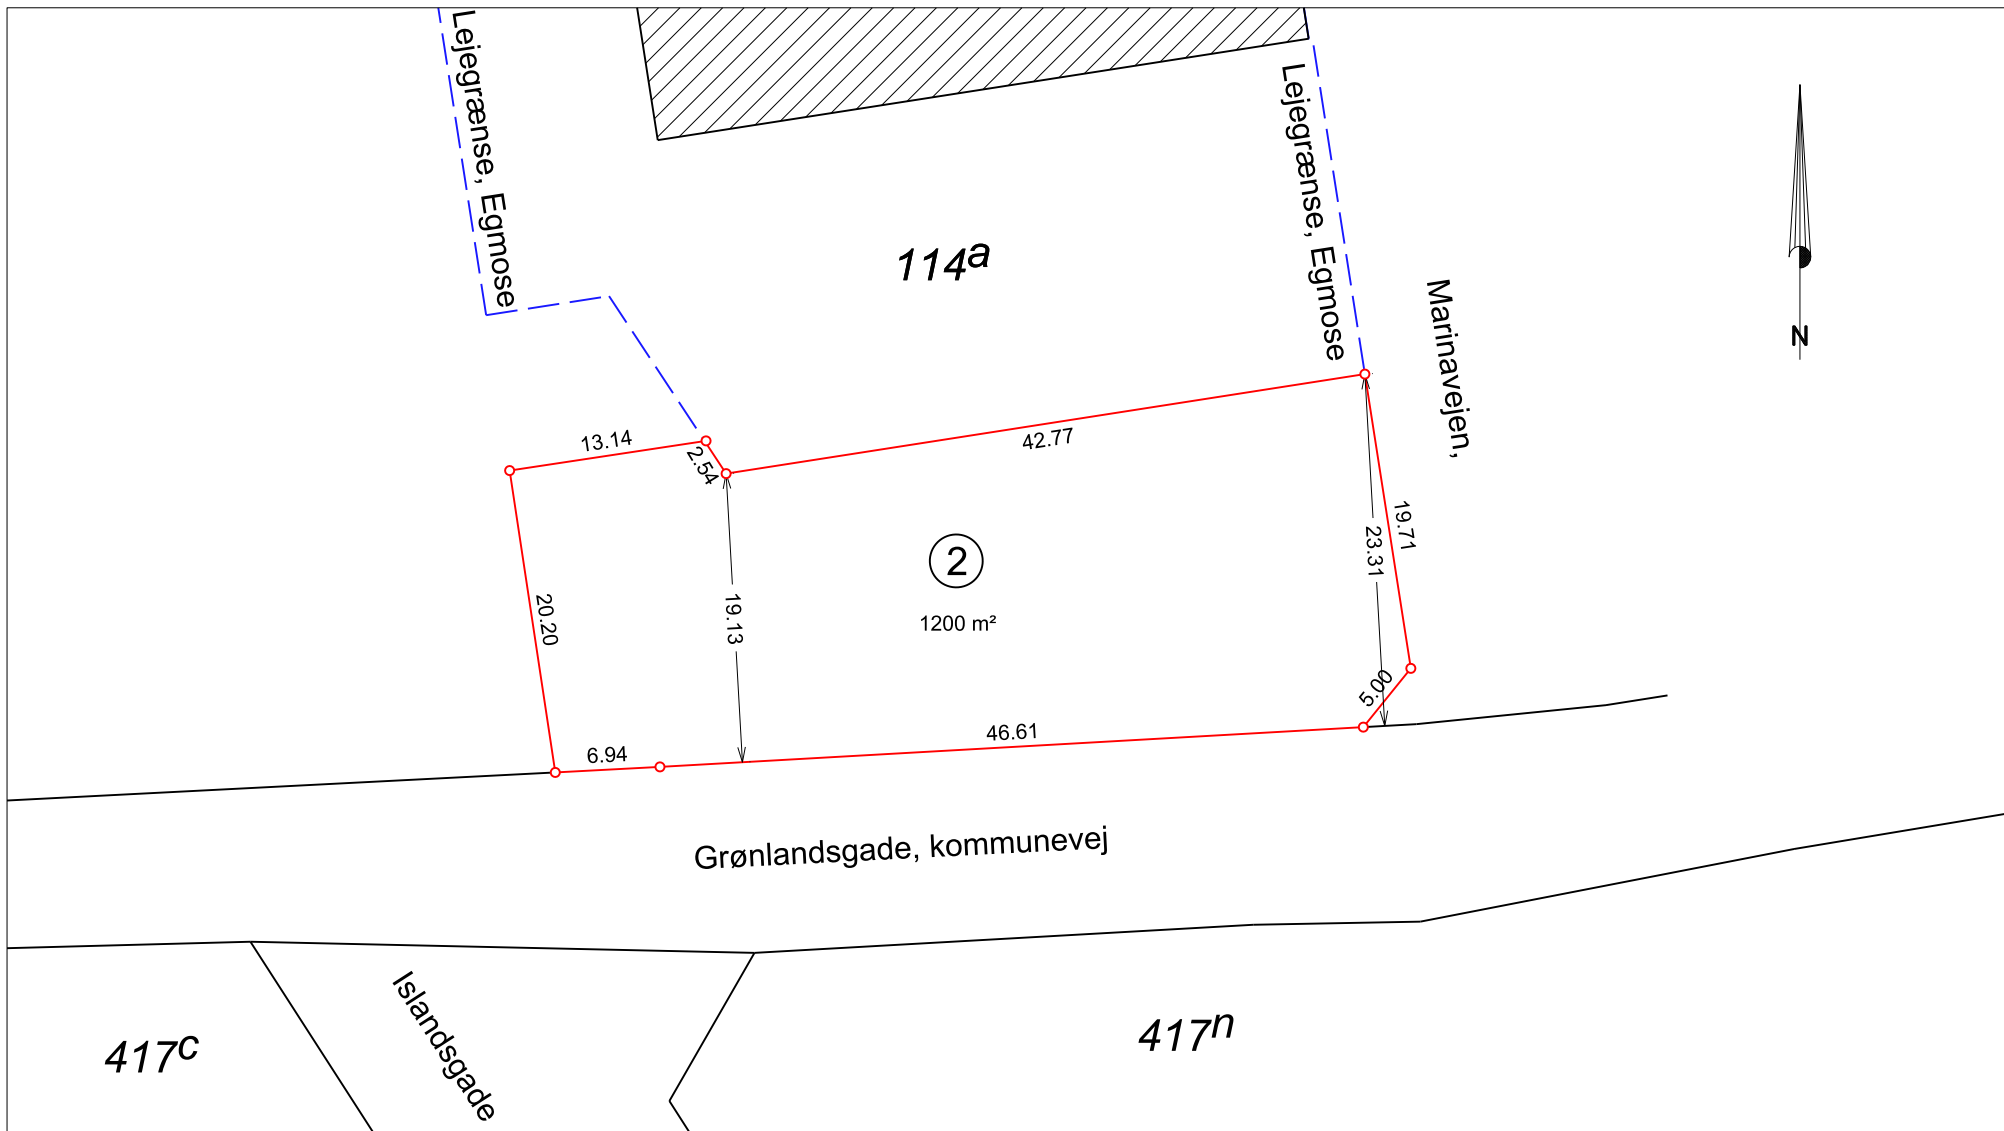 Lejegrænse, Egmose
Lejegrænse, Egmose
114a
Marinavejen,
N
13.14
2.54
42.77
19.71
23.31
20.20
19.13
2
1200 m²
5.00
6.94
46.61
Grønlandsgade, kommunevej
Islandsgade
417c
417n